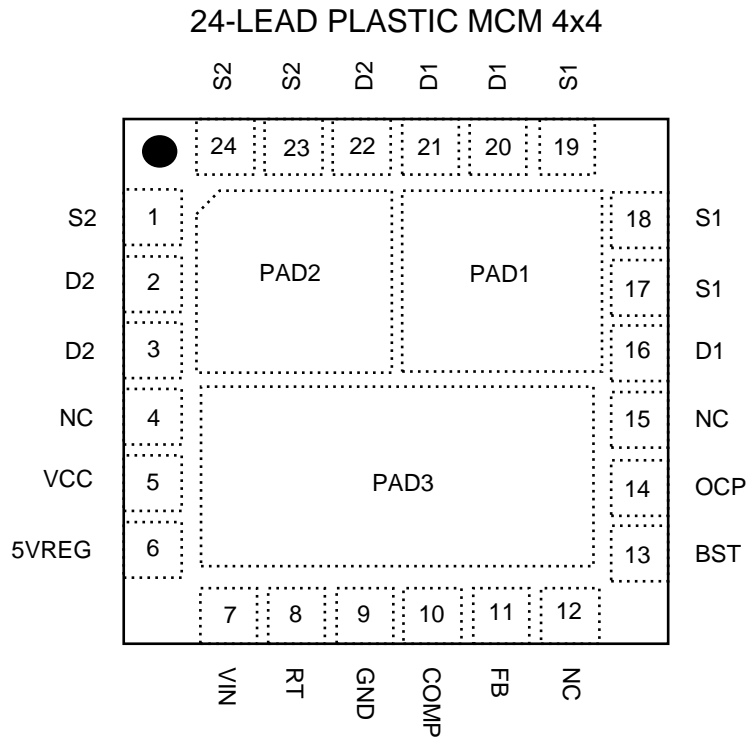 24-LEAD PLASTIC MCM 4x4
S2 S2 D2 D1 D1 S1
24 23 22 21 20 19
S2 1 18 S1
PAD2 PAD1
D2 2 17 S1
D2 3 16 D1
NC 4 15 NC
VCC 5 PAD3 14 OCP
5VREG 6 13 BST
7 8 9 10 11 12
VIN RT GND COMP FB NC